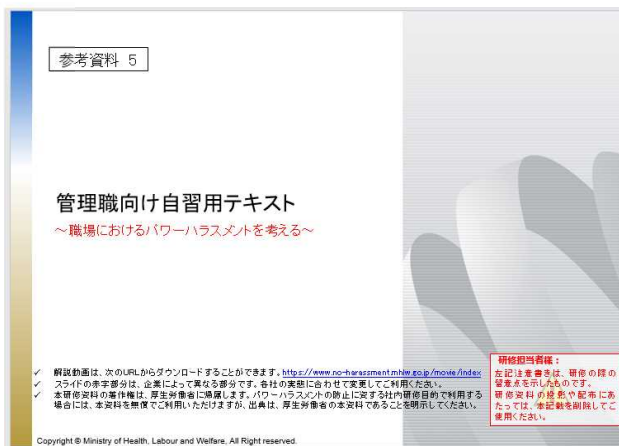 参考資料 5
管理職向け自習用テキスト
～職場におけるパワーハラスメントを考える～
✓ 解説動画は、次のURLからダウンロードすることができます。https://www.no-harassment.mhlw.go.jp/movie/index
✓ スライドの赤字部分は、企業によって異なる部分です。各社の実態に合わせて変更してご利用ください。
✓ 本研修資料の著作権は、厚生労働省に帰属します。パワーハラスメントの防止に資する社内研修目的で利用する
場合には、本資料を無償でご利用いただけますが、出典は、厚生労働省の本資料であることを明示してください。
研修担当者様：
左記注意書きは、研修の際の
留意点を示したものです。
研修資料の投影や配布にあ
たっては、本記載を削除してご
使用ください。
Copyright © Ministry of Health, Labour and Welfare, All Right reserved.